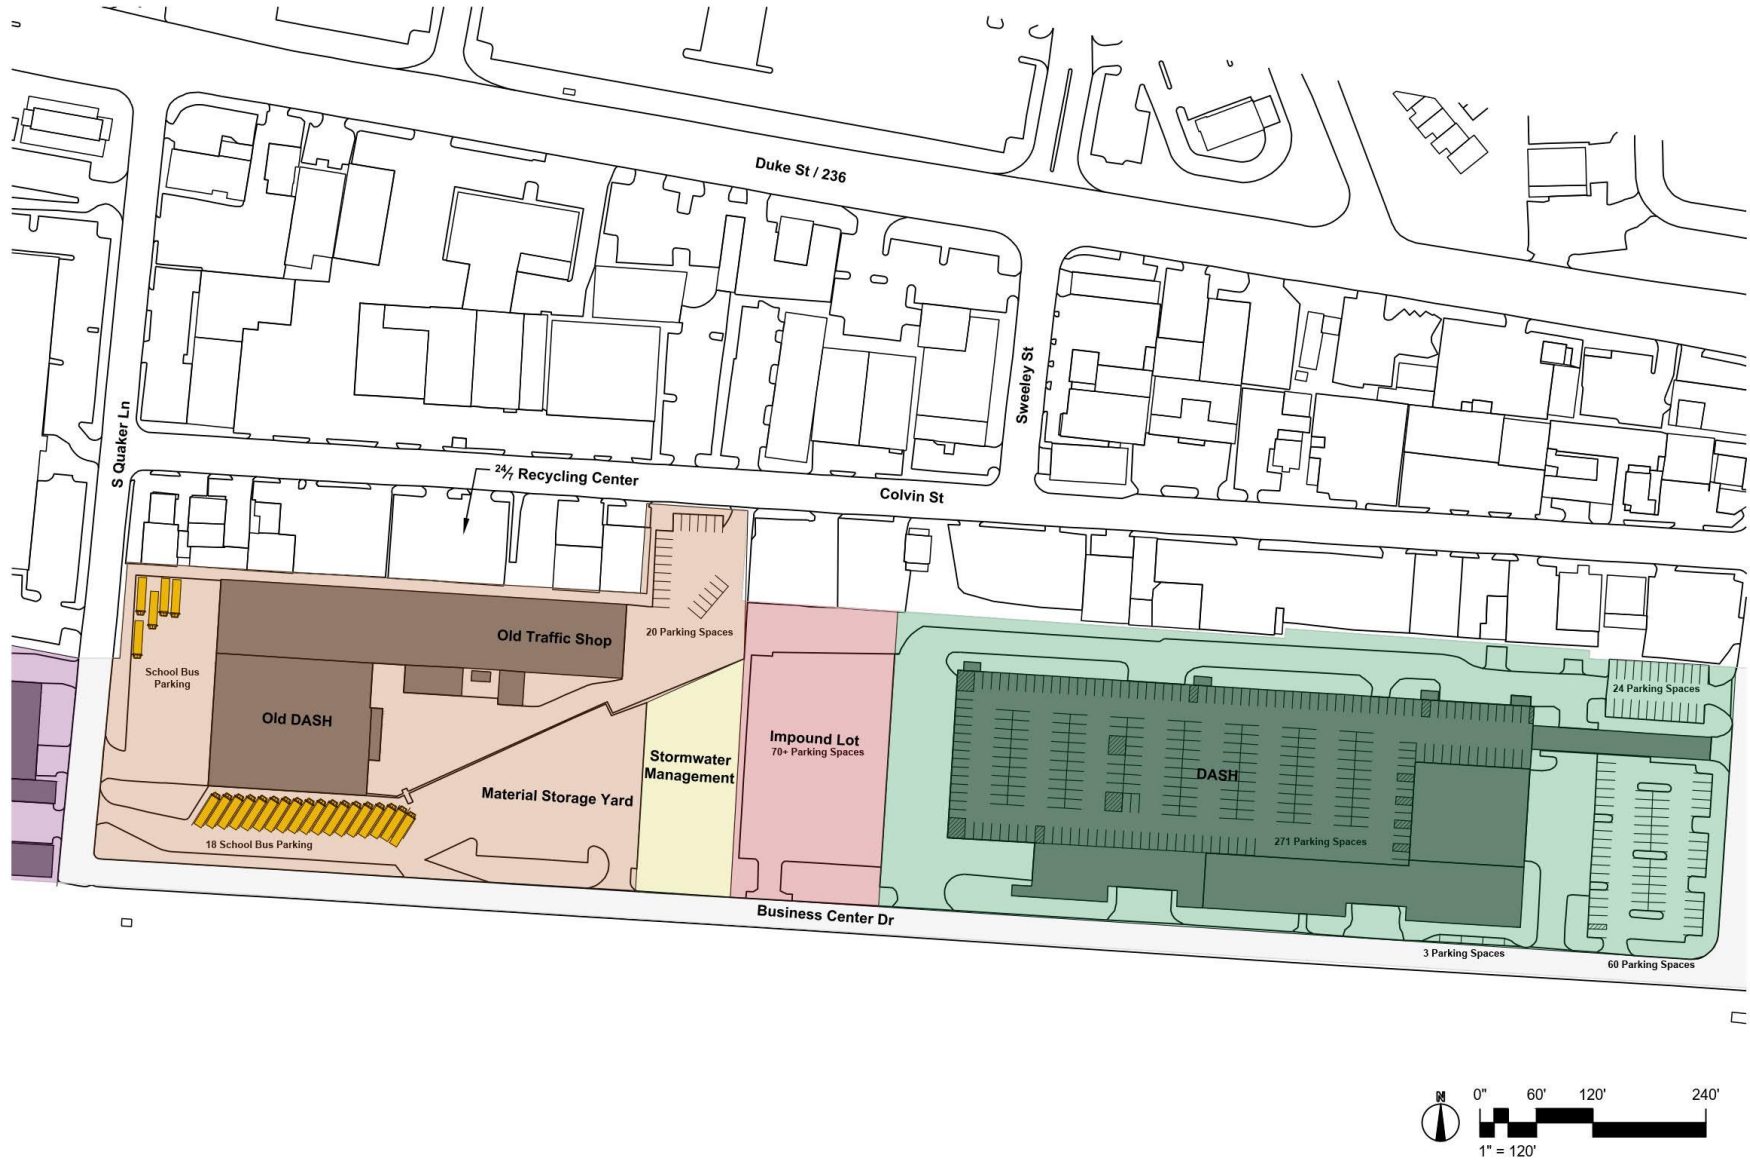 Duke St / 236
Sweeley St
S Quaker Ln
24/7 Recycling Center
Colvin St
Old Traffic Shop
20 Parking Spaces
School Bus
Parking
Old DASH
24 Parking Spaces
Impound Lot
70+ Parking Spaces
Stormwater
Management
DASH
Material Storage Yard
18 School Bus Parking
271 Parking Spaces
Business Center Dr
3 Parking Spaces
60 Parking Spaces
N
0" 60' 120' 240'
1" = 120'